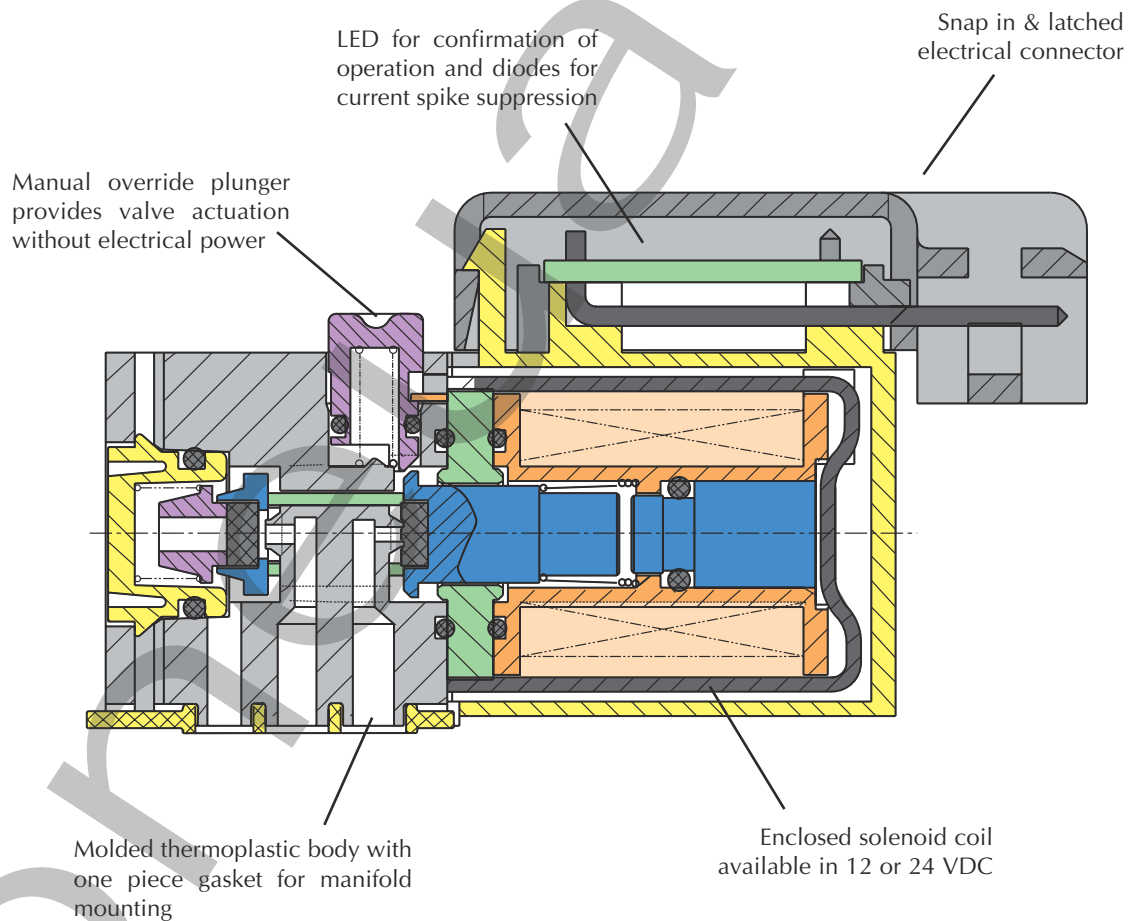 Snap in & latched
electrical connector
LED for confirmation of
operation and diodes for
current spike suppression
Manual override plunger
provides valve actuation
without electrical power
Enclosed solenoid coil
available in 12 or 24 VDC
Molded thermoplastic body with
one piece gasket for manifold
mounting